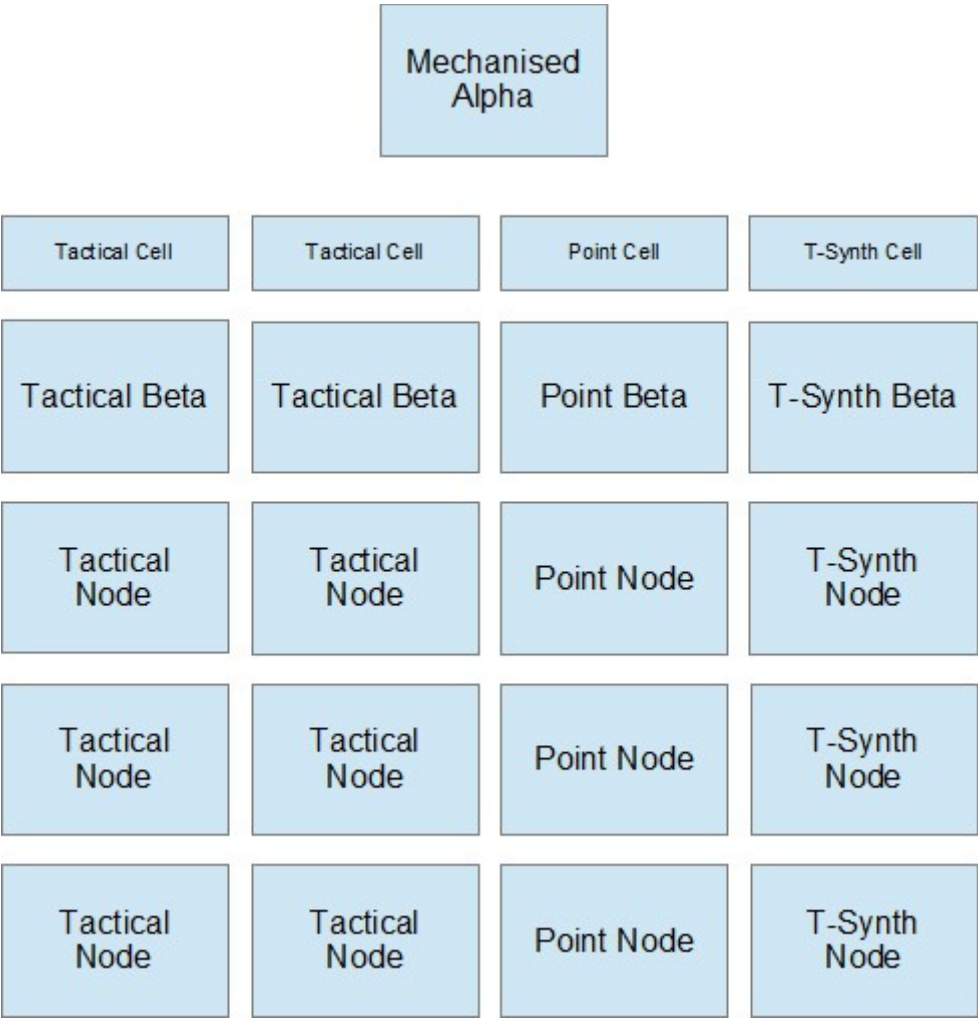 Mechanised
Alpha
Tactical Cell
Tactical Cell
Point Cell
T-Synth Cell
Tactical Beta
Tactical Beta
Point Beta
T-Synth Beta
Tactical
Node
Tactical
Node
Point Node
T-Synth
Node
Tactical
Node
Tactical
Node
Point Node
T-Synth
Node
Tactical
Node
Tactical
Node
Point Node
T-Synth
Node